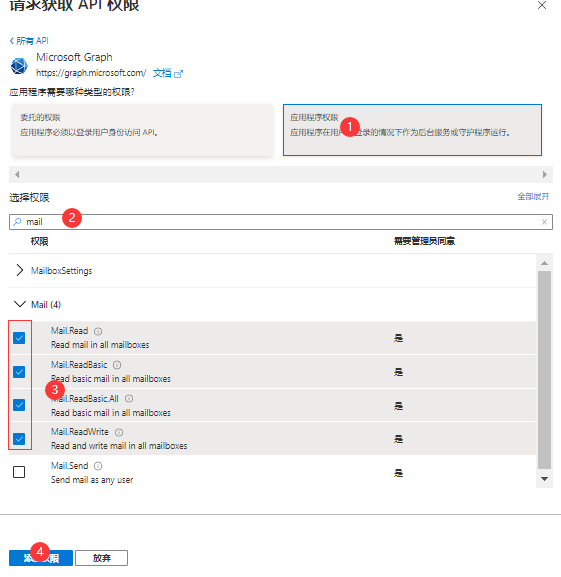 请求获取 API 权限
所有 API
Microsoft Graph
https://graph.microsoft.com/ 文档
应用程序需要哪种类型的权限?
委托的权限
应用程序必须以登录用户身份访问 API。
应用程序权限
1
应用程序在用户 登录的情况下作为后台服务或守护程序运行。
选择权限
全部展开
mail
2
权限
需要管理员同意
MailboxSettings
Mail (4)
Mail.Read
Read mail in all mailboxes
是
Mail.ReadBasic
Read basic mail in all mailboxes
是
3
Mail.ReadBasic.All
Read basic mail in all mailboxes
是
Mail.ReadWrite
Read and write mail in all mailboxes
是
Mail.Send
Send mail as any user
是
4
权限
放弃